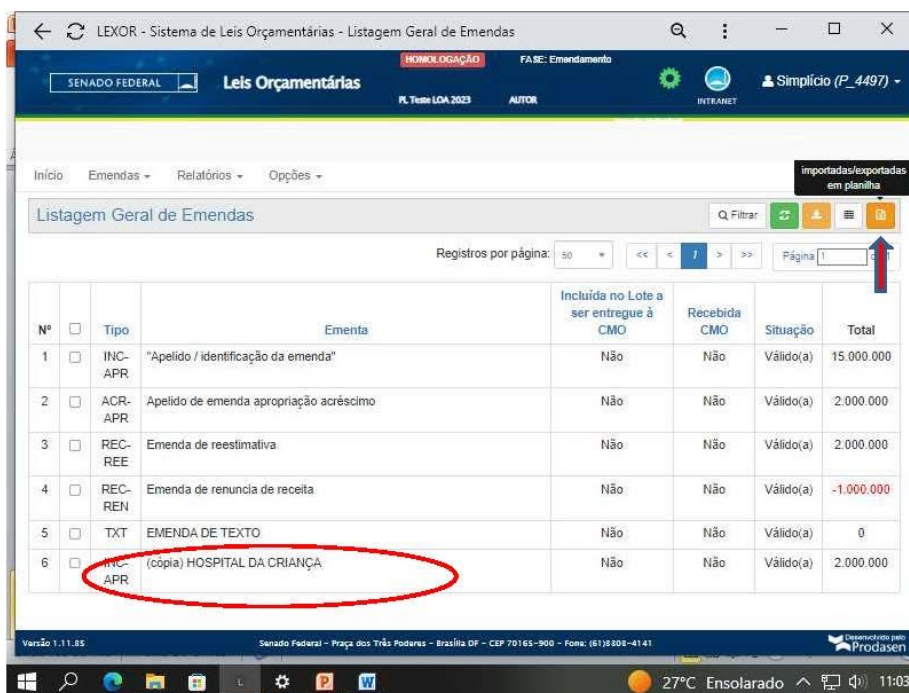 LEXOR - Sistema de Leis Orçamentárias - Listagem Geral de Emendas
HOMOLOGAÇÃO FASE: Emendamento
SENADO FEDERAL Leis Orçamentárias
PL Teste LOA 2023 AUTOR
INTRANET
Simplício (P_4497)
importadas/exportadas
em planilha
Início Emendas Relatórios Opções
Listagem Geral de Emendas
Filtrar
Registros por página: 50 << < 1 > >> Página 1
Nº Tipo Ementa Incluída no Lote a ser entregue à CMO Recebida CMO Situação Total
1 INC-APR "Apelido / identificação da emenda" Não Não Válido(a) 15.000.000
2 ACR-APR Apelido de emenda apropriação acréscimo Não Não Válido(a) 2.000.000
3 REC-REE Emenda de reestimativa Não Não Válido(a) 2.000.000
4 REC-REN Emenda de renuncia de receita Não Não Válido(a) -1.000.000
5 TXT EMENDA DE TEXTO Não Não Válido(a) 0
6 INC-APR (cópia) HOSPITAL DA CRIANÇA Não Não Válido(a) 2.000.000
Versão 1.11.85 Senado Federal - Praça dos Três Poderes - Brasília DF - CEP 70165-900 - Fone: (61)3303-4141
Desenvolvido pelo
Prodasen
27°C Ensolarado 11:03